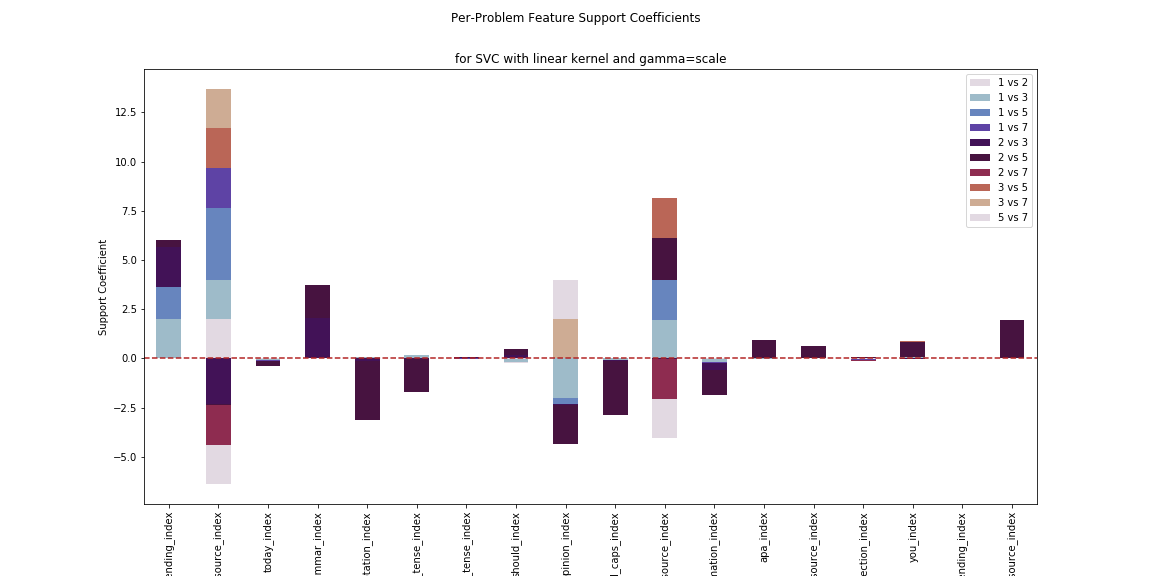 Per-Problem Feature Support Coefficients
for SVC with linear kernel and gamma=scale
12.5
10.0
7.5
5.0
2.5
0.0
−2.5
−5.0
Support Coefficient
1 vs 2
1 vs 3
1 vs 5
1 vs 7
2 vs 3
2 vs 5
2 vs 7
3 vs 5
3 vs 7
5 vs 7
ending_index
source_index
today_index
mmar_index
tation_index
_tense_index
_tense_index
should_index
pinion_index
_caps_index
source_index
nation_index
apa_index
source_index
ection_index
you_index
ending_index
source_index